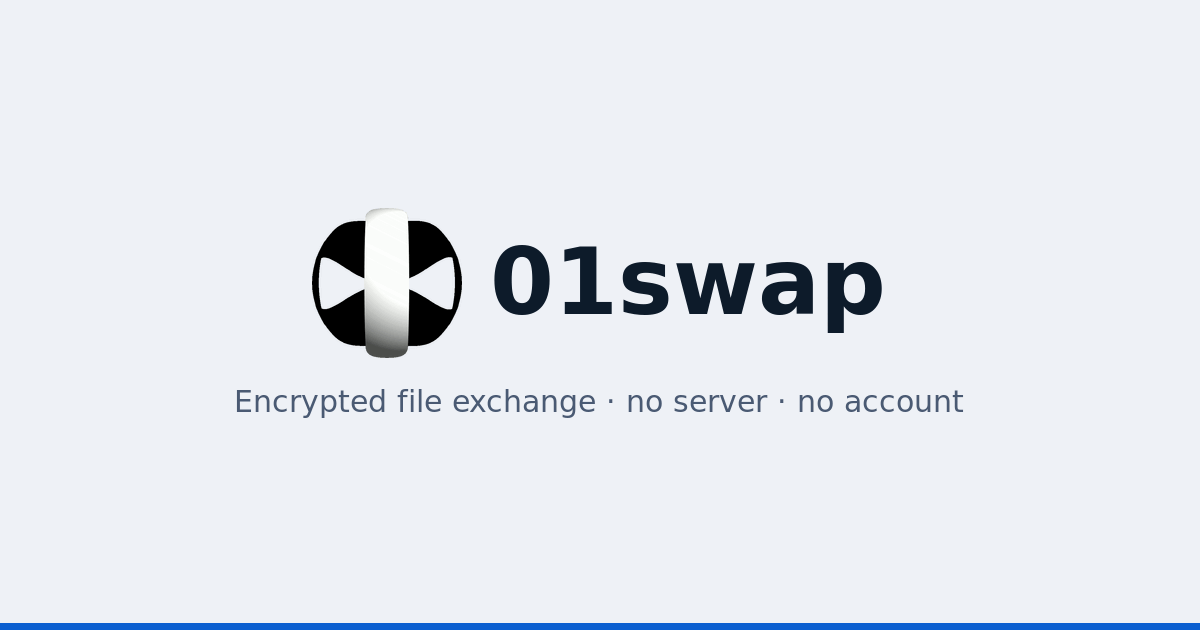 01swap
Encrypted file exchange · no server · no account